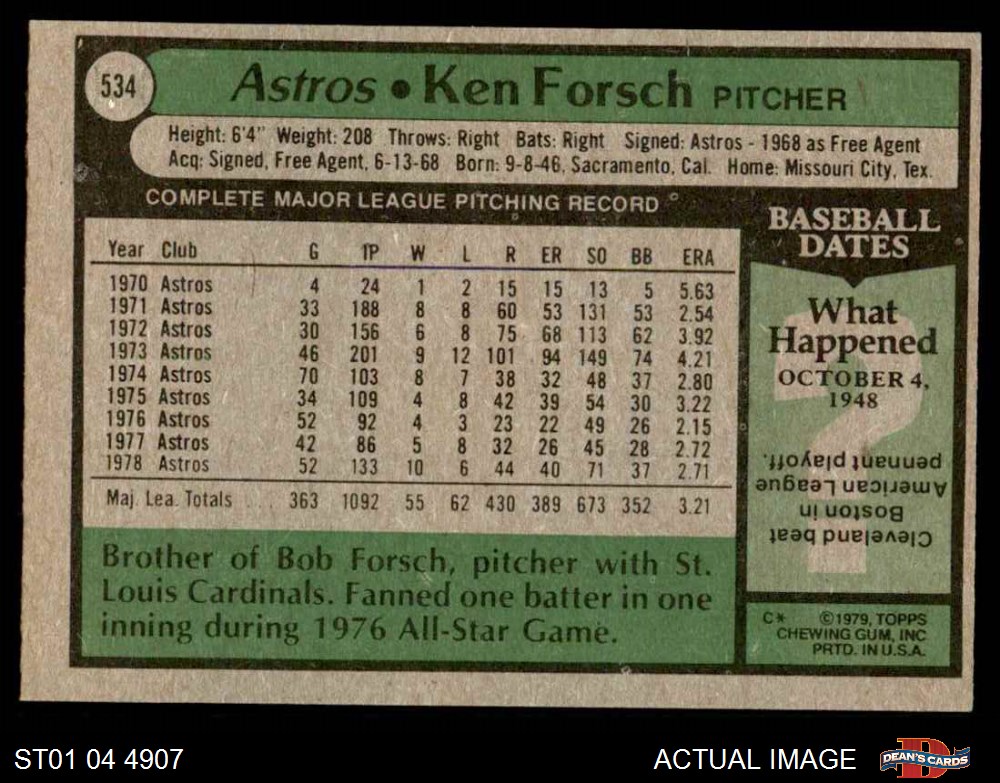 534
Astros • Ken Forsch PITCHER
Height: 6'4" Weight: 208 Throws: Right Bats: Right Signed: Astros - 1968 as Free Agent
Acq: Signed, Free Agent, 6-13-68 Born: 9-8-46, Sacramento, Cal. Home: Missouri City, Tex.
COMPLETE MAJOR LEAGUE PITCHING RECORD
Year Club G IP W L R ER SO BB ERA
1970 Astros 4 24 1 2 15 15 13 5 5.63
1971 Astros 33 188 8 8 60 53 131 53 2.54
1972 Astros 30 156 6 8 75 68 113 62 3.92
1973 Astros 46 201 9 12 101 94 149 74 4.21
1974 Astros 70 103 8 7 38 32 48 37 2.80
1975 Astros 34 109 4 8 42 39 54 30 3.22
1976 Astros 52 92 4 3 23 22 49 26 2.15
1977 Astros 42 86 5 8 32 26 45 28 2.72
1978 Astros 52 133 10 6 44 40 71 37 2.71
Maj. Lea. Totals . . . 363 1092 55 62 430 389 673 352 3.21
Brother of Bob Forsch, pitcher with St.
Louis Cardinals. Fanned one batter in one
inning during 1976 All-Star Game.
BASEBALL
DATES
What
Happened
OCTOBER 4,
1948
Cleveland beat
Boston in
American League
pennant playoff.
C* ©1979, TOPPS
CHEWING GUM, INC
PRTD. IN U.S.A.
ST01 04 4907
ACTUAL IMAGE
DEAN'S CARDS